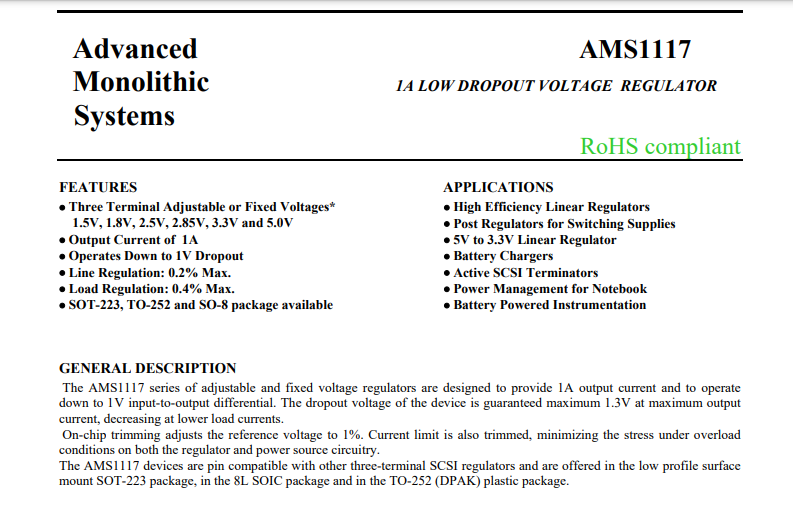 Advanced
Monolithic
Systems
AMS1117
1A LOW DROPOUT VOLTAGE REGULATOR
RoHS compliant
FEATURES
● Three Terminal Adjustable or Fixed Voltages*
1.5V, 1.8V, 2.5V, 2.85V, 3.3V and 5.0V
● Output Current of 1A
● Operates Down to 1V Dropout
● Line Regulation: 0.2% Max.
● Load Regulation: 0.4% Max.
● SOT-223, TO-252 and SO-8 package available
APPLICATIONS
● High Efficiency Linear Regulators
● Post Regulators for Switching Supplies
● 5V to 3.3V Linear Regulator
● Battery Chargers
● Active SCSI Terminators
● Power Management for Notebook
● Battery Powered Instrumentation
GENERAL DESCRIPTION
The AMS1117 series of adjustable and fixed voltage regulators are designed to provide 1A output current and to operate
down to 1V input-to-output differential. The dropout voltage of the device is guaranteed maximum 1.3V at maximum output
current, decreasing at lower load currents.
On-chip trimming adjusts the reference voltage to 1%. Current limit is also trimmed, minimizing the stress under overload
conditions on both the regulator and power source circuitry.
The AMS1117 devices are pin compatible with other three-terminal SCSI regulators and are offered in the low profile surface
mount SOT-223 package, in the 8L SOIC package and in the TO-252 (DPAK) plastic package.